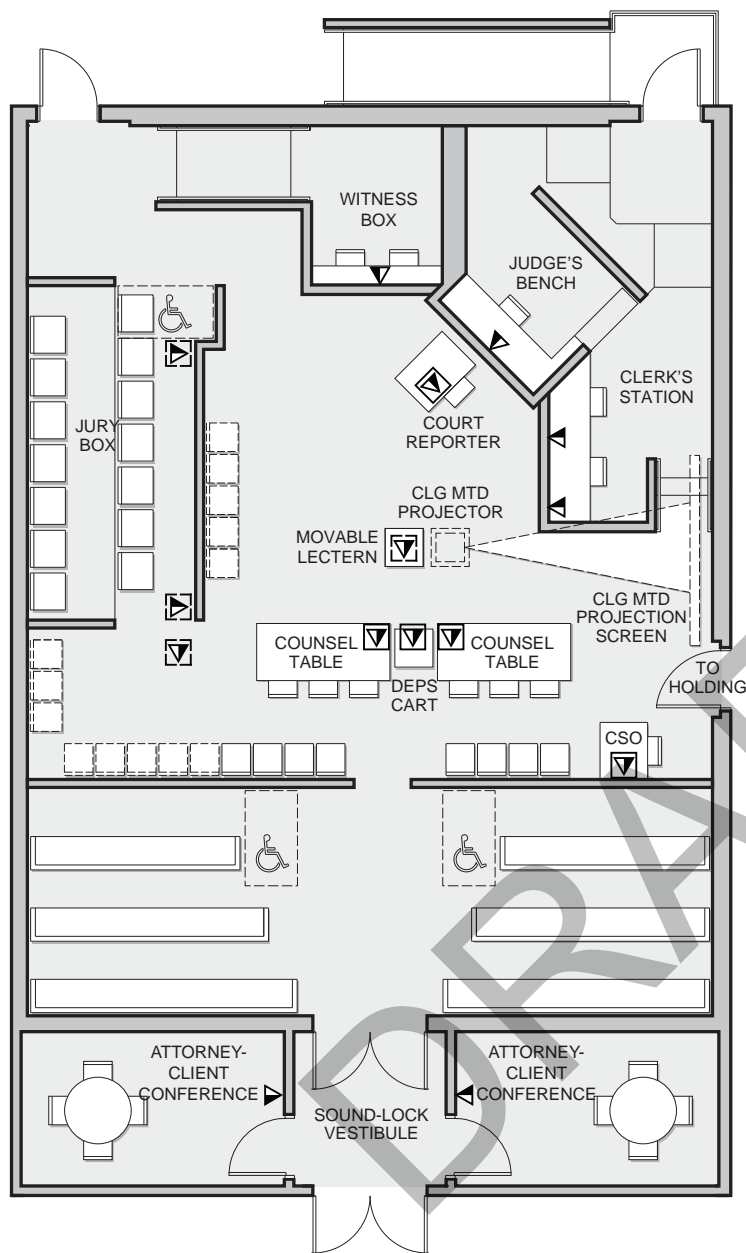 WITNESS
BOX
JUDGE'S
BENCH
CLERK'S
STATION
JURY
BOX
COURT
REPORTER
CLG MTD
PROJECTOR
MOVABLE
LECTERN
CLG MTD
PROJECTION
SCREEN
COUNSEL
TABLE
COUNSEL
TABLE
DEPS
CART
TO
HOLDING
CSO
ATTORNEY-
CLIENT
CONFERENCE
ATTORNEY-
CLIENT
CONFERENCE
SOUND-LOCK
VESTIBULE
DRA